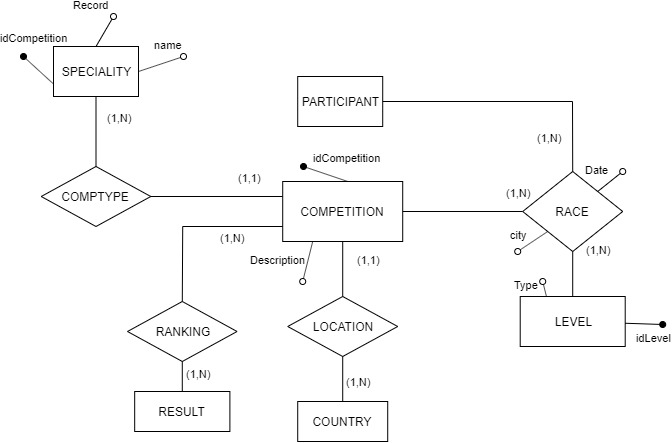 Record
idCompetition
name
SPECIALITY
PARTICIPANT
(1,N)
(1,N)
idCompetition
Date
(1,1)
(1,N)
COMPTYPE
COMPETITION
RACE
(1,N)
city
(1,N)
Description
(1,1)
Type
RANKING
LOCATION
LEVEL
idLevel
(1,N)
(1,N)
RESULT
COUNTRY